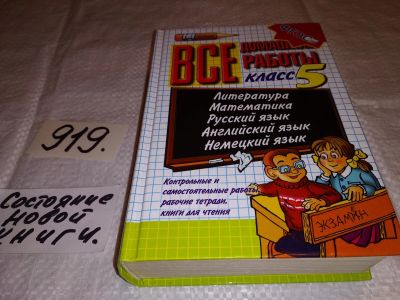 919.
Состояние
новой
книги.
ВСЕ
ДОМАШ
РАБОТЫ
КЛАСС 5
Литература
Математика
Русский язык
Английский язык
Немецкий язык
Контрольные и
самостоятельные работы,
рабочие тетради,
книги для чтения
ЭКЗАМЕН